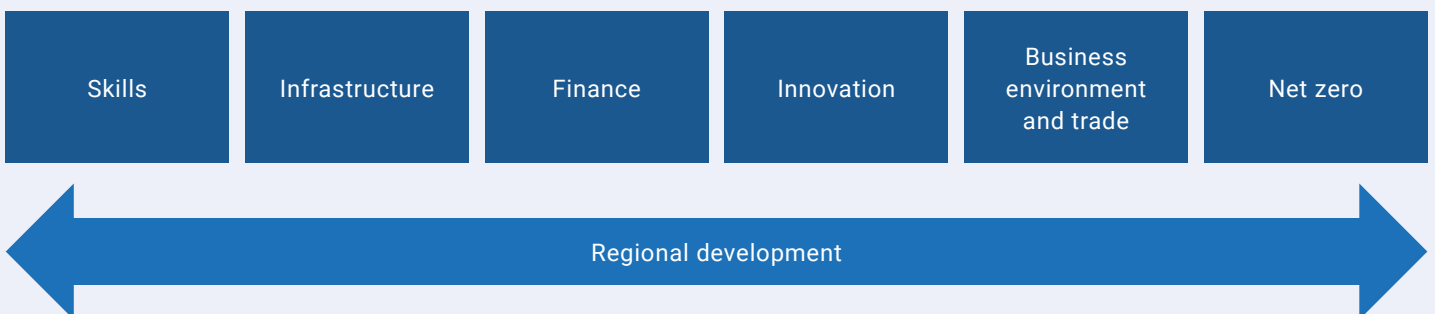 Skills
Infrastructure
Finance
Innovation
Business
environment
and trade
Net zero
Regional development